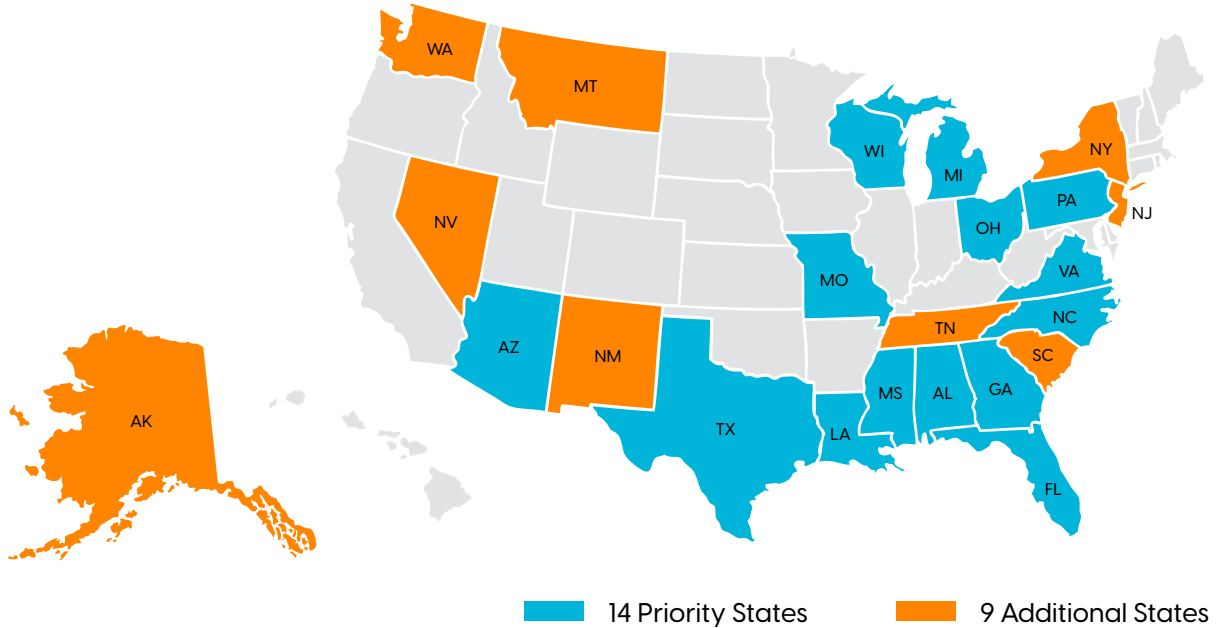 WA
MT
NY
WI
MI
PA
NJ
NV
OH
VA
MO
NC
TN
AZ
NM
SC
MS
AL
GA
AK
TX
LA
FL
14 Priority States
9 Additional States